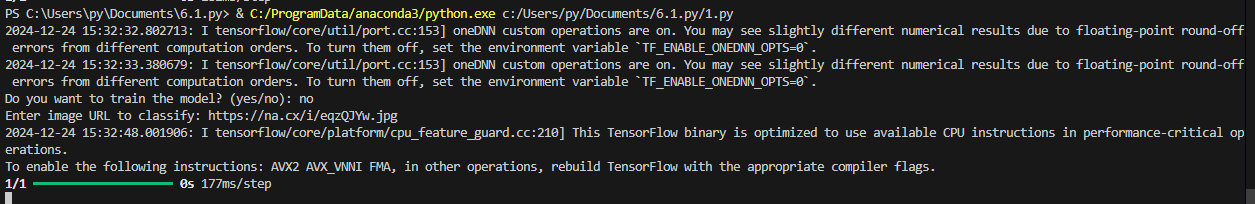 PS C:\Users\py\Documents\6.1.py> & C:/ProgramData/anaconda3/python.exe c:/Users/py/Documents/6.1.py/1.py
2024-12-24 15:32:32.802713: I tensorflow/core/util/port.cc:153] oneDNN custom operations are on. You may see slightly different numerical results due to floating-point round-off
errors from different computation orders. To turn them off, set the environment variable `TF_ENABLE_ONEDNN_OPTS=0`.
2024-12-24 15:32:33.380679: I tensorflow/core/util/port.cc:153] oneDNN custom operations are on. You may see slightly different numerical results due to floating-point round-off
errors from different computation orders. To turn them off, set the environment variable `TF_ENABLE_ONEDNN_OPTS=0`.
Do you want to train the model? (yes/no): no
Enter image URL to classify: https://na.cx/i/eqzQJYw.jpg
2024-12-24 15:32:48.001906: I tensorflow/core/platform/cpu_feature_guard.cc:210] This TensorFlow binary is optimized to use available CPU instructions in performance-critical op
erations.
To enable the following instructions: AVX2 AVX_VNNI FMA, in other operations, rebuild TensorFlow with the appropriate compiler flags.
1/1 ━━━━━━━━━━━━━━━━━━━━ 0s 177ms/step